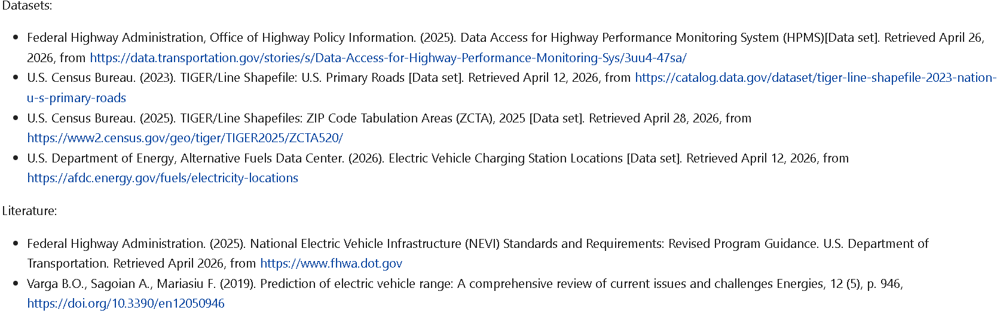 Datasets:
Federal Highway Administration, Office of Highway Policy Information. (2025). Data Access for Highway Performance Monitoring System (HPMS)[Data set]. Retrieved April 26,
2026, from https://data.transportation.gov/stories/s/Data-Access-for-Highway-Performance-Monitoring-Sys/3uu4-47sa/
U.S. Census Bureau. (2023). TIGER/Line Shapefile: U.S. Primary Roads [Data set]. Retrieved April 12, 2026, from https://catalog.data.gov/dataset/tiger-line-shapefile-2023-nation-
u-s-primary-roads
U.S. Census Bureau. (2025). TIGER/Line Shapefiles: ZIP Code Tabulation Areas (ZCTA), 2025 [Data set]. Retrieved April 28, 2026, from
https://www2.census.gov/geo/tiger/TIGER2025/ZCTA520/
U.S. Department of Energy, Alternative Fuels Data Center. (2026). Electric Vehicle Charging Station Locations [Data set]. Retrieved April 12, 2026, from
https://afdc.energy.gov/fuels/electricity-locations
Literature:
Federal Highway Administration. (2025). National Electric Vehicle Infrastructure (NEVI) Standards and Requirements: Revised Program Guidance. U.S. Department of
Transportation. Retrieved April 2026, from https://www.fhwa.dot.gov
Varga B.O., Sagoian A., Mariasiu F. (2019). Prediction of electric vehicle range: A comprehensive review of current issues and challenges Energies, 12 (5), p. 946,
https://doi.org/10.3390/en12050946